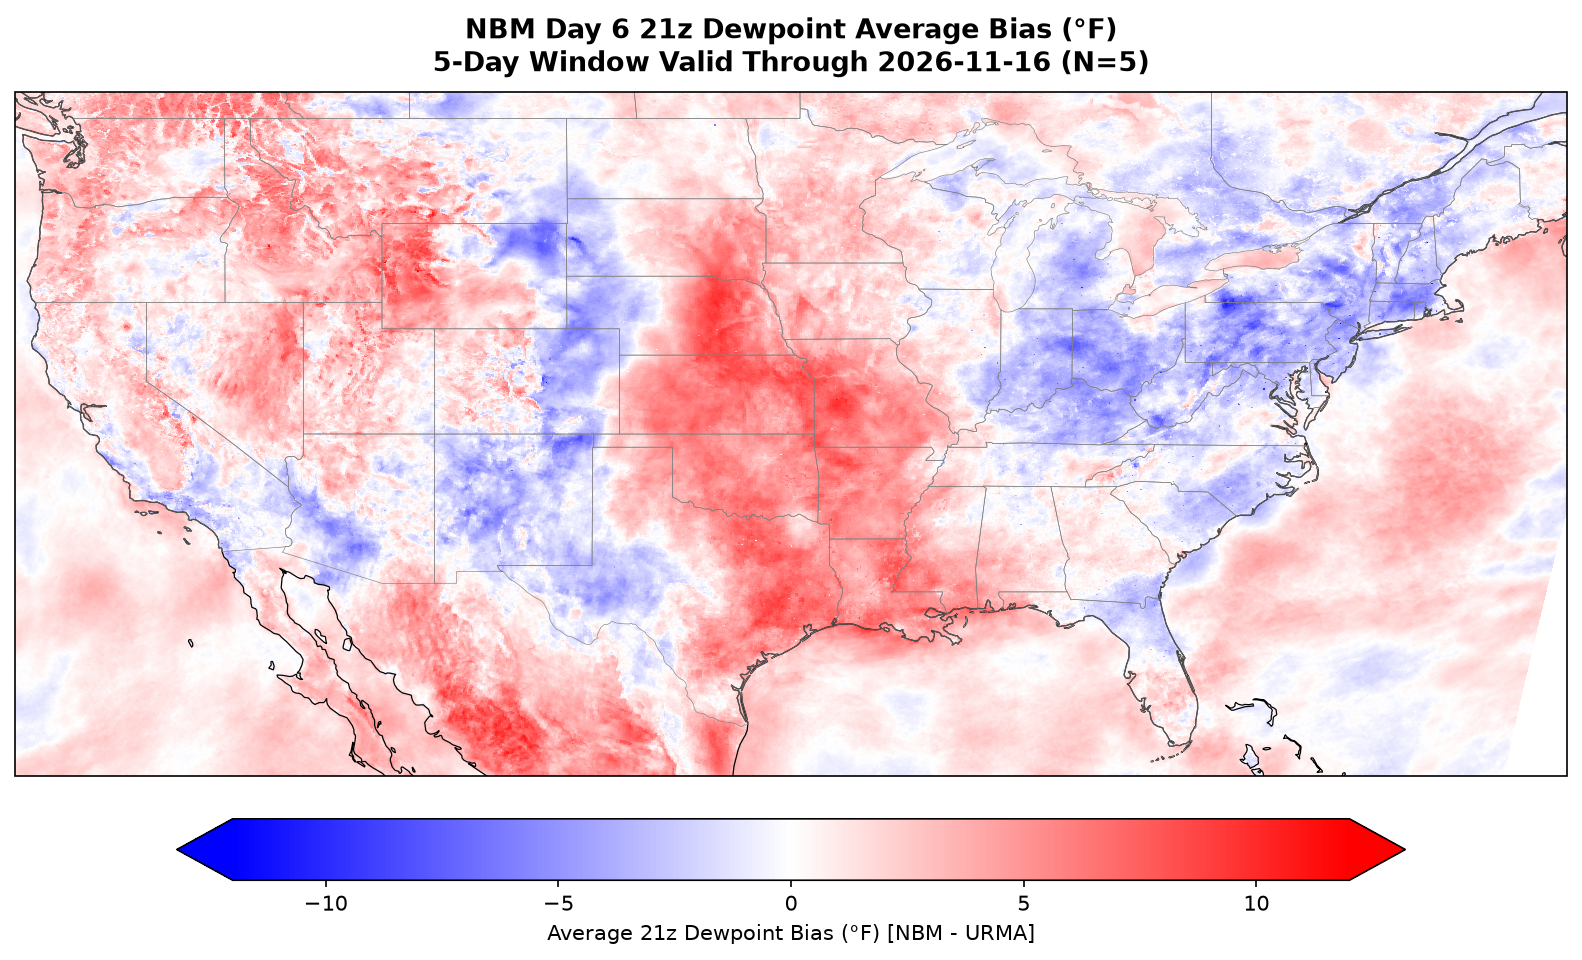 NBM Day 6 21z Dewpoint Average Bias (°F)
5-Day Window Valid Through 2026-11-16 (N=5)
−10 −5 0 5 10
Average 21z Dewpoint Bias (°F) [NBM - URMA]